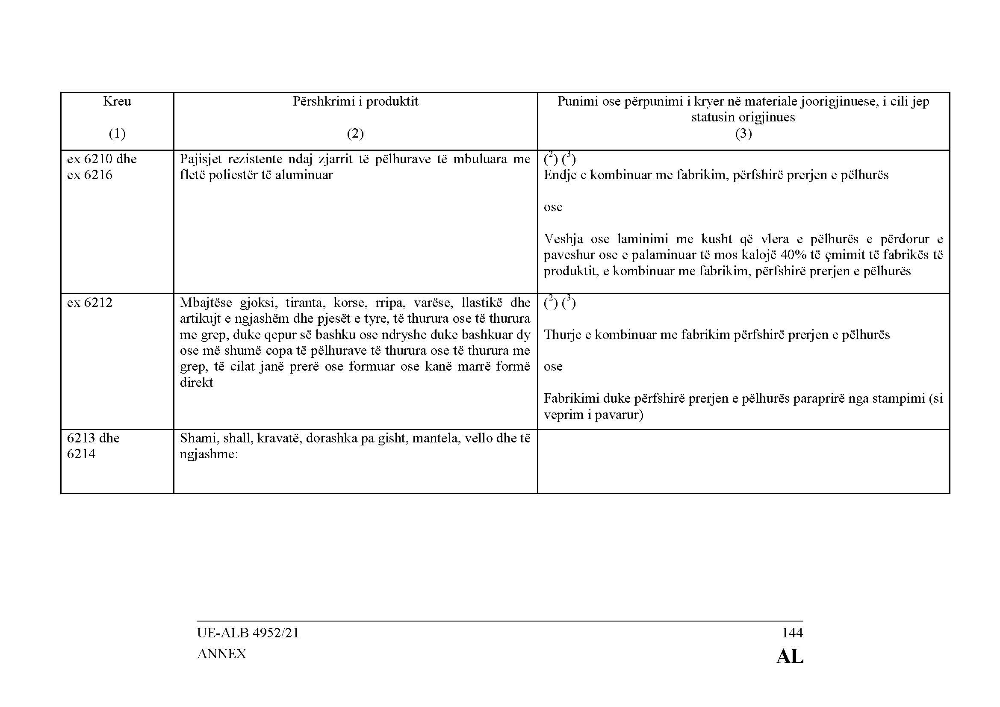 Kreu
(1)
Përshkrimi i produktit
(2)
Punimi ose përpunimi i kryer në materiale joorigjinuese, i cili jep
statusin origjinues
(3)
ex 6210 dhe
ex 6216
Pajisjet rezistente ndaj zjarrit të pëlhurave të mbuluara me
fletë poliestër të aluminuar
(²) (³)
Endje e kombinuar me fabrikim, përfshirë prerjen e pëlhurës
ose
Veshja ose laminimi me kusht që vlera e pëlhurës e përdorur e
paveshur ose e palaminuar të mos kalojë 40% të çmimit të fabrikës të
produktit, e kombinuar me fabrikim, përfshirë prerjen e pëlhurës
ex 6212
Mbajtëse gjoksi, tiranta, korse, rripa, varëse, llastikë dhe
artikujt e ngjashëm dhe pjesët e tyre, të thurura ose të thurura
me grep, duke qepur së bashku ose ndryshe duke bashkuar dy
ose më shumë copa të pëlhurave të thurura ose të thurura me
grep, të cilat janë prerë ose formuar ose kanë marrë formë
direkt
(²) (³)
Thurje e kombinuar me fabrikim përfshirë prerjen e pëlhurës
ose
Fabrikimi duke përfshirë prerjen e pëlhurës paraprirë nga stampimi (si
veprim i pavarur)
6213 dhe
6214
Shami, shall, kravatë, dorashka pa gisht, mantela, vello dhe të
ngjashme:
UE-ALB 4952/21
144
ANNEX
AL